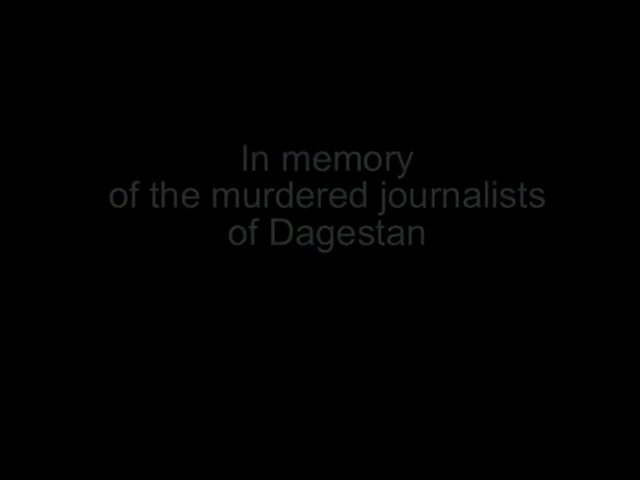 In memory
of the murdered journalists
of Dagestan